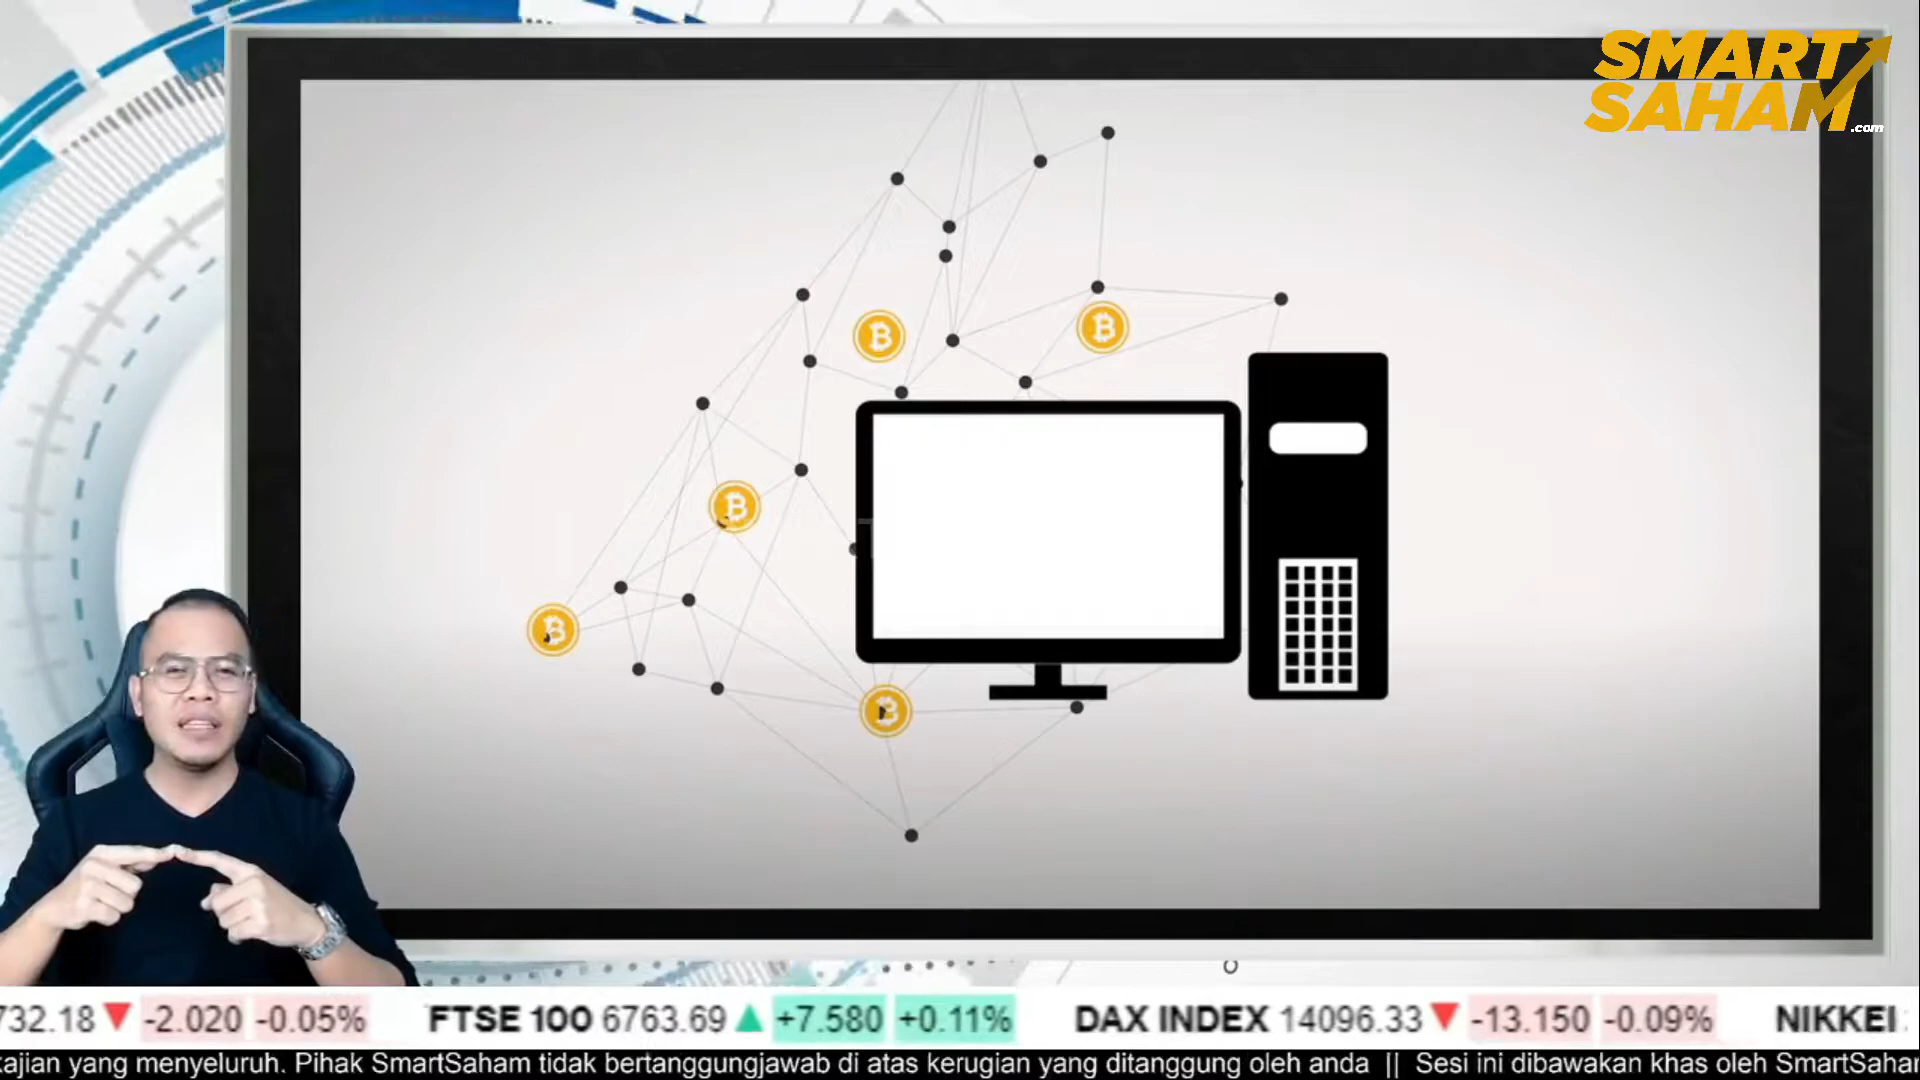 SMART
SAHAM
.com
732.18 -2.020 -0.05% FTSE 100 6763.69 +7.580 +0.11% DAX INDEX 14096.33 -13.150 -0.09% NIKKEI
kajian yang menyeluruh. Pihak SmartSaham tidak bertanggungjawab di atas kerugian yang ditanggung oleh anda || Sesi ini dibawakan khas oleh SmartSaham